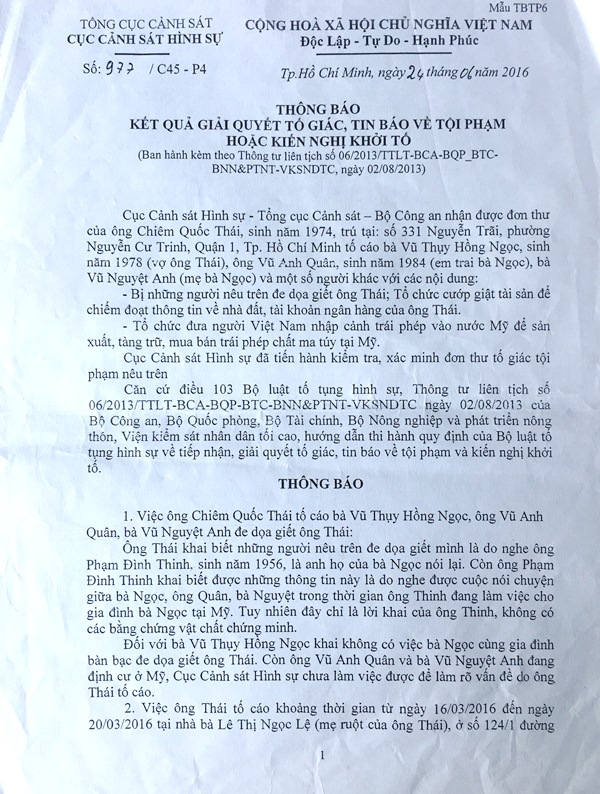 Mẫu TBTP6
TỔNG CỤC CẢNH SÁT
CỤC CẢNH SÁT HÌNH SỰ
CỘNG HOÀ XÃ HỘI CHỦ NGHĨA VIỆT NAM
Độc Lập - Tự Do - Hạnh Phúc
Số: 977 / C45 - P4
Tp.Hồ Chí Minh, ngày 24 tháng 06 năm 2016
THÔNG BÁO
KẾT QUẢ GIẢI QUYẾT TỐ GIÁC, TIN BÁO VỀ TỘI PHẠM
HOẶC KIẾN NGHỊ KHỞI TỐ
(Ban hành kèm theo Thông tư liên tịch số 06/2013/TTLT-BCA-BQP_BTC-
BNN&PTNT-VKSNDTC, ngày 02/08/2013)
Cục Cảnh sát Hình sự - Tổng cục Cảnh sát – Bộ Công an nhận được đơn thư
của ông Chiêm Quốc Thái, sinh năm 1974, trú tại: số 331 Nguyễn Trãi, phường
Nguyễn Cư Trinh, Quận 1, Tp. Hồ Chí Minh tố cáo bà Vũ Thụy Hồng Ngọc, sinh
năm 1978 (vợ ông Thái), ông Vũ Anh Quân, sinh năm 1984 (em trai bà Ngọc), bà
Vũ Nguyệt Anh (mẹ bà Ngọc) và một số người khác với các nội dung:
- Bị những người nêu trên đe dọa giết ông Thái; Tổ chức cướp giật tài sản để
chiếm đoạt thông tin về nhà đất, tài khoản ngân hàng của ông Thái.
- Tổ chức đưa người Việt Nam nhập cảnh trái phép vào nước Mỹ để sản
xuất, tàng trữ, mua bán trái phép chất ma túy tại Mỹ.
Cục Cảnh sát Hình sự đã tiến hành kiểm tra, xác minh đơn thư tố giác tội
phạm nêu trên
Căn cứ điều 103 Bộ luật tố tụng hình sự, Thông tư liên tịch số
06/2013/TTLT-BCA-BQP-BTC-BNN&PTNT-VKSNDTC ngày 02/08/2013 của
Bộ Công an, Bộ Quốc phòng, Bộ Tài chính, Bộ Nông nghiệp và phát triển nông
thôn, Viện kiểm sát nhân dân tối cao, hướng dẫn thi hành quy định của Bộ luật tố
tụng hình sự về tiếp nhận, giải quyết tố giác, tin báo về tội phạm và kiến nghị khởi
tố.
THÔNG BÁO
1. Việc ông Chiêm Quốc Thái tố cáo bà Vũ Thụy Hồng Ngọc, ông Vũ Anh
Quân, bà Vũ Nguyệt Anh đe dọa giết ông Thái:
Ông Thái khai biết những người nêu trên đe dọa giết mình là do nghe ông
Phạm Đình Thinh, sinh năm 1956, là anh họ của bà Ngọc nói lại. Còn ông Phạm
Đình Thinh khai biết được những thông tin này là do nghe được cuộc nói chuyện
giữa bà Ngọc, ông Quân, bà Nguyệt trong thời gian ông Thinh đang làm việc cho
gia đình bà Ngọc tại Mỹ. Tuy nhiên đây chỉ là lời khai của ông Thinh, không có
các bằng chứng vật chất chứng minh.
Đối với bà Vũ Thụy Hồng Ngọc khai không có việc bà Ngọc cùng gia đình
bàn bạc đe dọa giết ông Thái. Còn ông Vũ Anh Quân và bà Vũ Nguyệt Anh đang
định cư ở Mỹ, Cục Cảnh sát Hình sự chưa làm việc được để làm rõ vấn đề do ông
Thái tố cáo.
2. Việc ông Thái tố cáo khoảng thời gian từ ngày 16/03/2016 đến ngày
20/03/2016 tại nhà bà Lê Thị Ngọc Lệ (mẹ ruột của ông Thái), ở số 124/1 đường
1